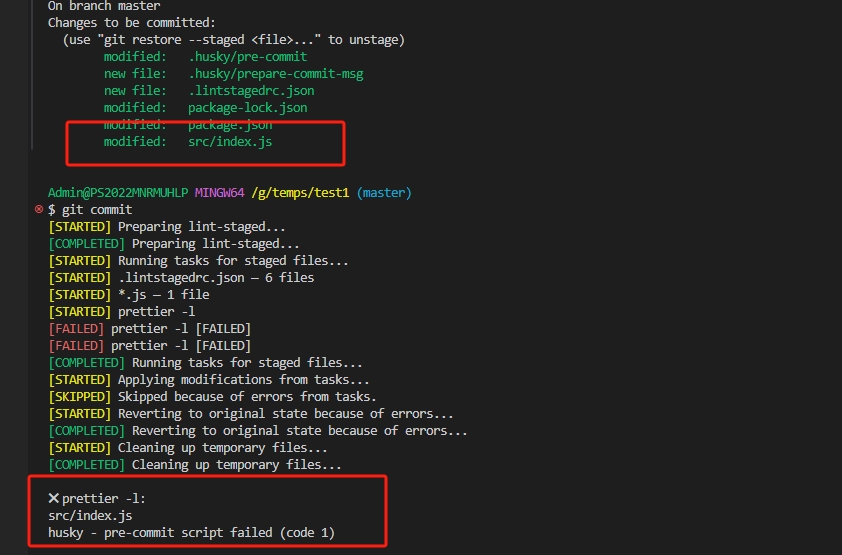 On branch master
Changes to be committed:
(use "git restore --staged <file>..." to unstage)
modified: .husky/pre-commit
new file: .husky/prepare-commit-msg
new file: .lintstagedrc.json
modified: package-lock.json
modified: package.json
modified: src/index.js
Admin@PS2022MNRMUHLP MINGW64 /g/temps/test1 (master)
$ git commit
[STARTED] Preparing lint-staged...
[COMPLETED] Preparing lint-staged...
[STARTED] Running tasks for staged files...
[STARTED] .lintstagedrc.json — 6 files
[STARTED] *.js — 1 file
[STARTED] prettier -l
[FAILED] prettier -l [FAILED]
[FAILED] prettier -l [FAILED]
[COMPLETED] Running tasks for staged files...
[STARTED] Applying modifications from tasks...
[SKIPPED] Skipped because of errors from tasks.
[STARTED] Reverting to original state because of errors...
[COMPLETED] Reverting to original state because of errors...
[STARTED] Cleaning up temporary files...
[COMPLETED] Cleaning up temporary files...
✖ prettier -l:
src/index.js
husky - pre-commit script failed (code 1)